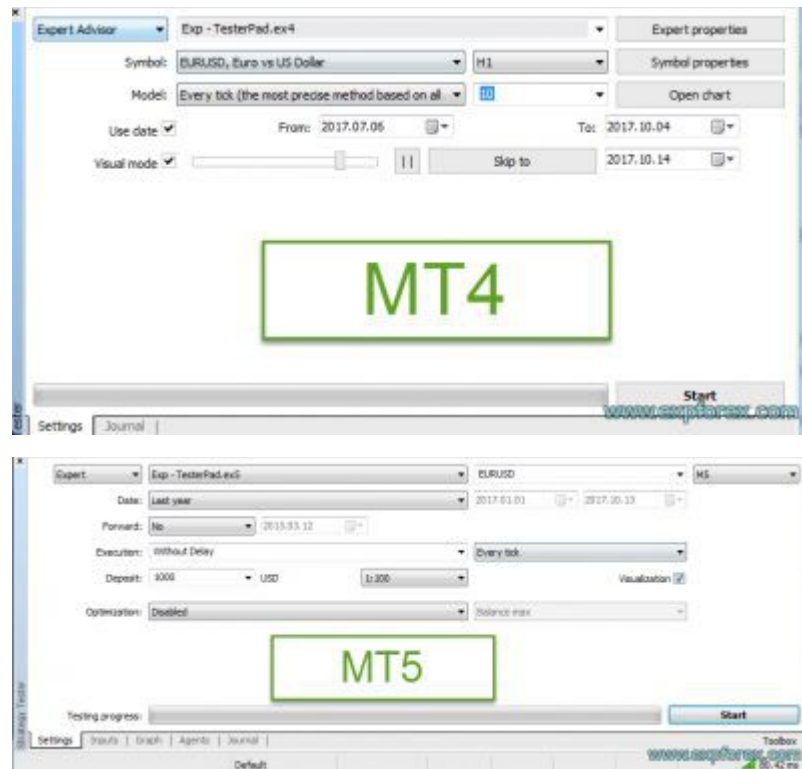 Expert Advisor Exp - TesterPad.ex4 Expert properties
Symbol: EURUSD, Euro vs US Dollar H1 Symbol properties
Model: Every tick (the most precise method based on all 10 Open chart
Use date From: 2017.07.06 To: 2017.10.04
Visual mode Skip to 2017.10.14
MT4
Start
www.expforex.com
Settings Journal
Expert Exp - TesterPad.ex5 EURUSD M5
Date: Last year 2017.01.01 2017.10.13
Forward: No
Execution: Without Delay Every tick
Deposit: 1000 USD 1:100 Visualization
Optimization: Disabled Balance max
MT5
Strategy Tester
Testing progress: Start
Settings Inputs Graph Agents Journal Toolbox
www.expforex.com
Default